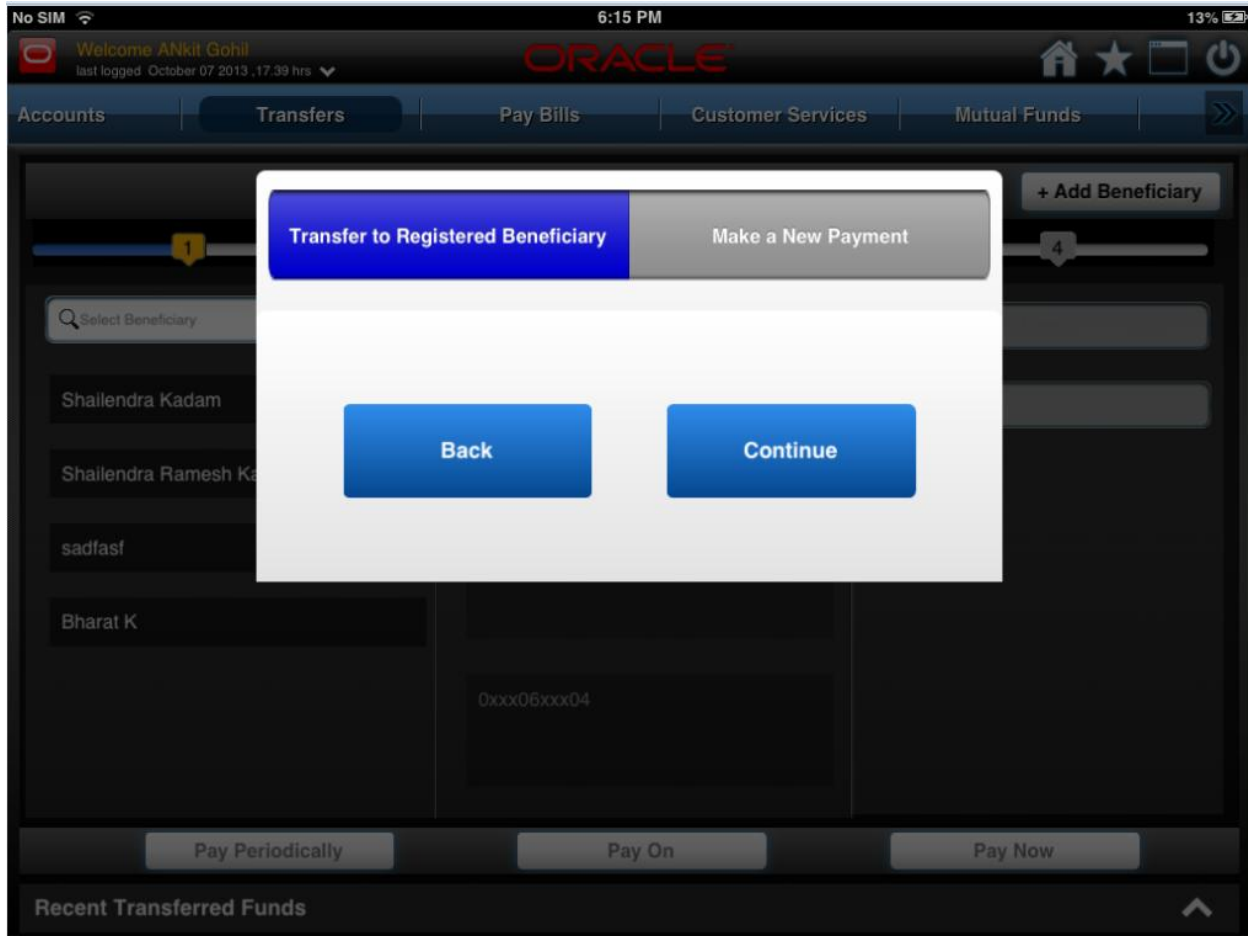 No SIM 6:15 PM 13%
Welcome ANkit Gohil
last logged October 07 2013 ,17.39 hrs
ORACLE
Accounts Transfers Pay Bills Customer Services Mutual Funds
+ Add Beneficiary
Transfer to Registered Beneficiary Make a New Payment
1 4
Select Beneficiary
Shailendra Kadam
Back Continue
Shailendra Ramesh Ka
sadfasf
Bharat K
0xxx06xxx04
Pay Periodically Pay On Pay Now
Recent Transferred Funds